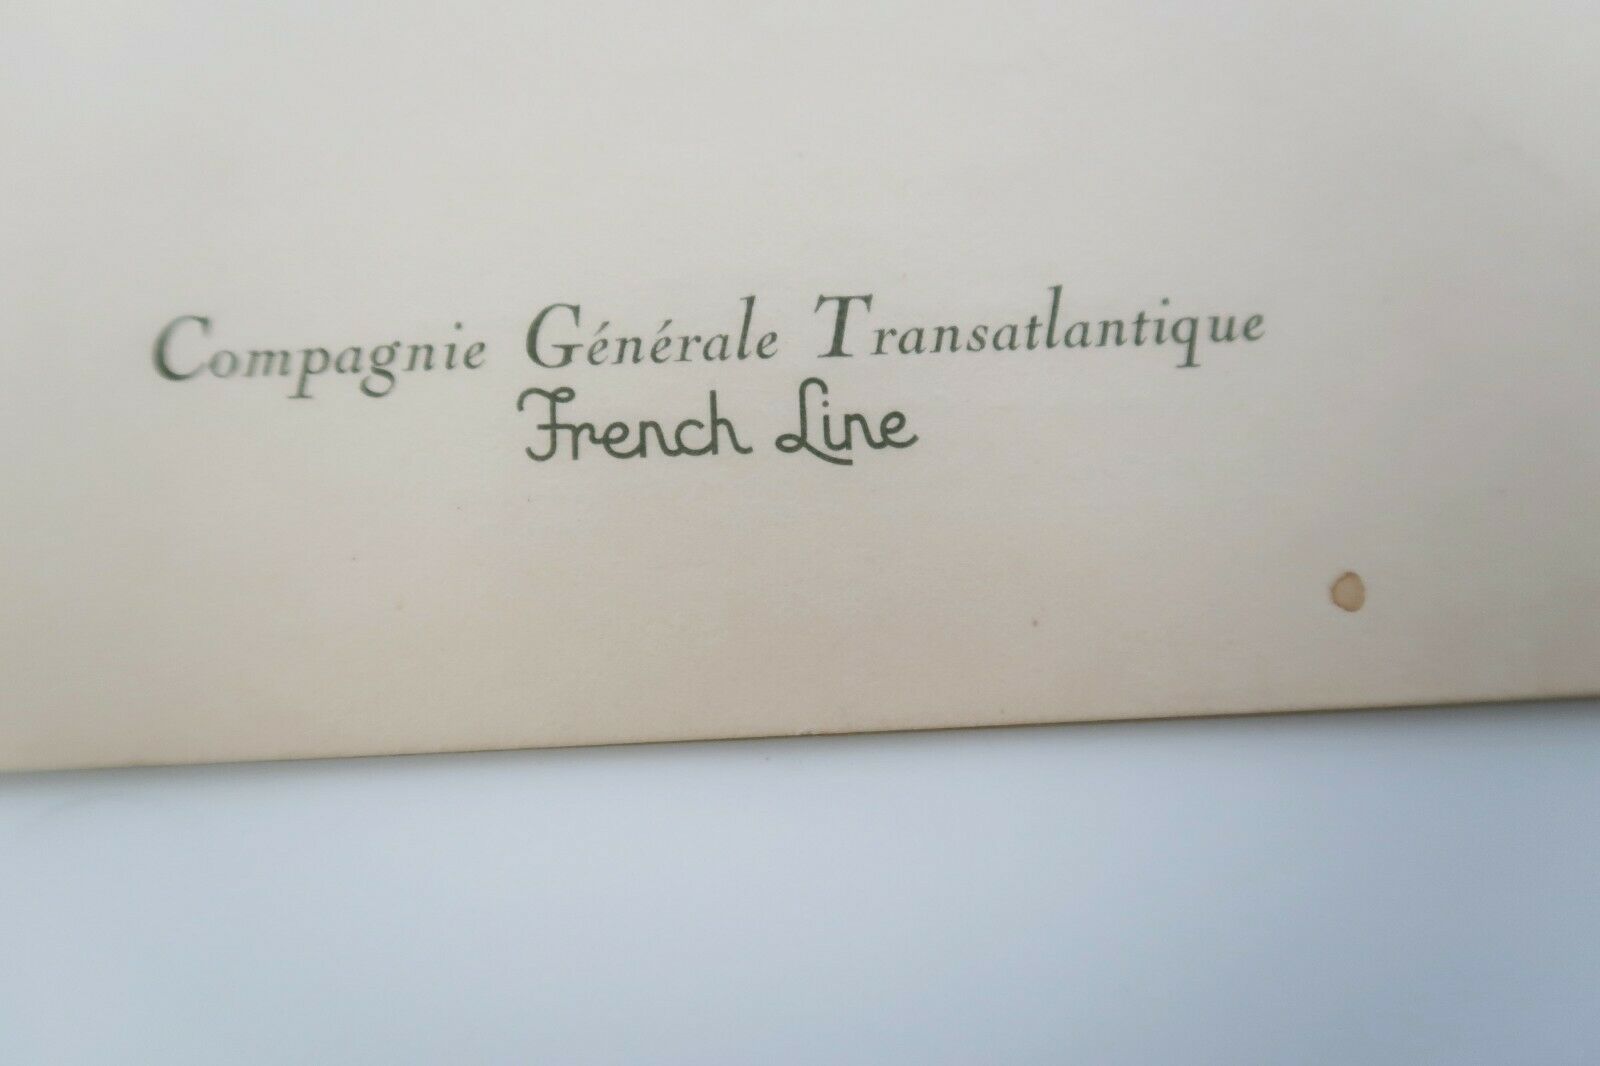 Compagnie Générale Transatlantique
French Line